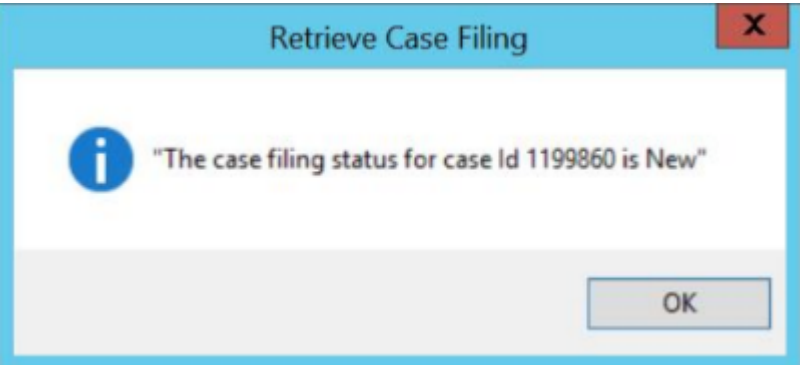 Retrieve Case Filing
X
"The case filing status for case Id 1199860 is New"
OK